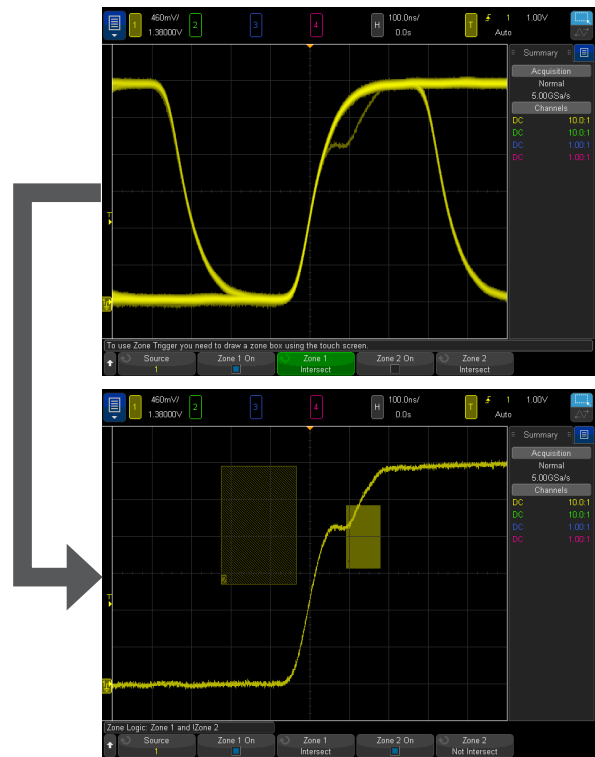 1 460mV/ 1.38000V 2 3 4 H 100.0ns/ 0.0s T 1 1.00V Auto
Summary
Acquisition
Normal
5.00GSa/s
Channels
DC 10.0:1
DC 10.0:1
DC 1.00:1
DC 1.00:1
T
To use Zone Trigger you need to draw a zone box using the touch screen.
Source 1
Zone 1 On
Zone 1 Intersect
Zone 2 On
Zone 2 Intersect
1 460mV/ 1.38000V 2 3 4 H 100.0ns/ 0.0s T 1 1.00V Auto
Summary
Acquisition
Normal
5.00GSa/s
Channels
DC 10.0:1
DC 10.0:1
DC 1.00:1
DC 1.00:1
T
Zone Logic: Zone 1 and !Zone 2
Source 1
Zone 1 On
Zone 1 Intersect
Zone 2 On
Zone 2 Not Intersect